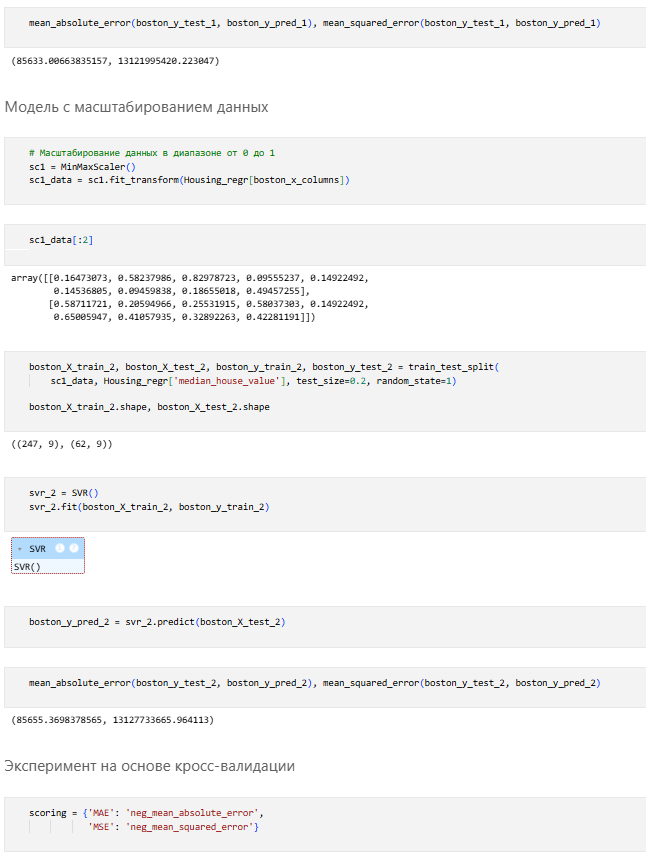 mean_absolute_error(boston_y_test_1, boston_y_pred_1), mean_squared_error(boston_y_test_1, boston_y_pred_1)
(85633.00663835157, 13121995420.223047)
Модель с масштабированием данных
# Масштабирование данных в диапазоне от 0 до 1
sc1 = MinMaxScaler()
sc1_data = sc1.fit_transform(Housing_regr[boston_x_columns])
sc1_data[:2]
array([[0.16473073, 0.58237986, 0.82978723, 0.09555237, 0.14922492,
0.14536805, 0.09459838, 0.18655018, 0.49457255],
[0.58711721, 0.20594966, 0.25531915, 0.58037303, 0.14922492,
0.65005947, 0.41057935, 0.32892263, 0.42281191]])
boston_X_train_2, boston_X_test_2, boston_y_train_2, boston_y_test_2 = train_test_split(
sc1_data, Housing_regr['median_house_value'], test_size=0.2, random_state=1)
boston_X_train_2.shape, boston_X_test_2.shape
((247, 9), (62, 9))
svr_2 = SVR()
svr_2.fit(boston_X_train_2, boston_y_train_2)
SVR
SVR()
boston_y_pred_2 = svr_2.predict(boston_X_test_2)
mean_absolute_error(boston_y_test_2, boston_y_pred_2), mean_squared_error(boston_y_test_2, boston_y_pred_2)
(85655.3698378565, 13127733665.964113)
Эксперимент на основе кросс-валидации
scoring = {'MAE': 'neg_mean_absolute_error',
'MSE': 'neg_mean_squared_error'}